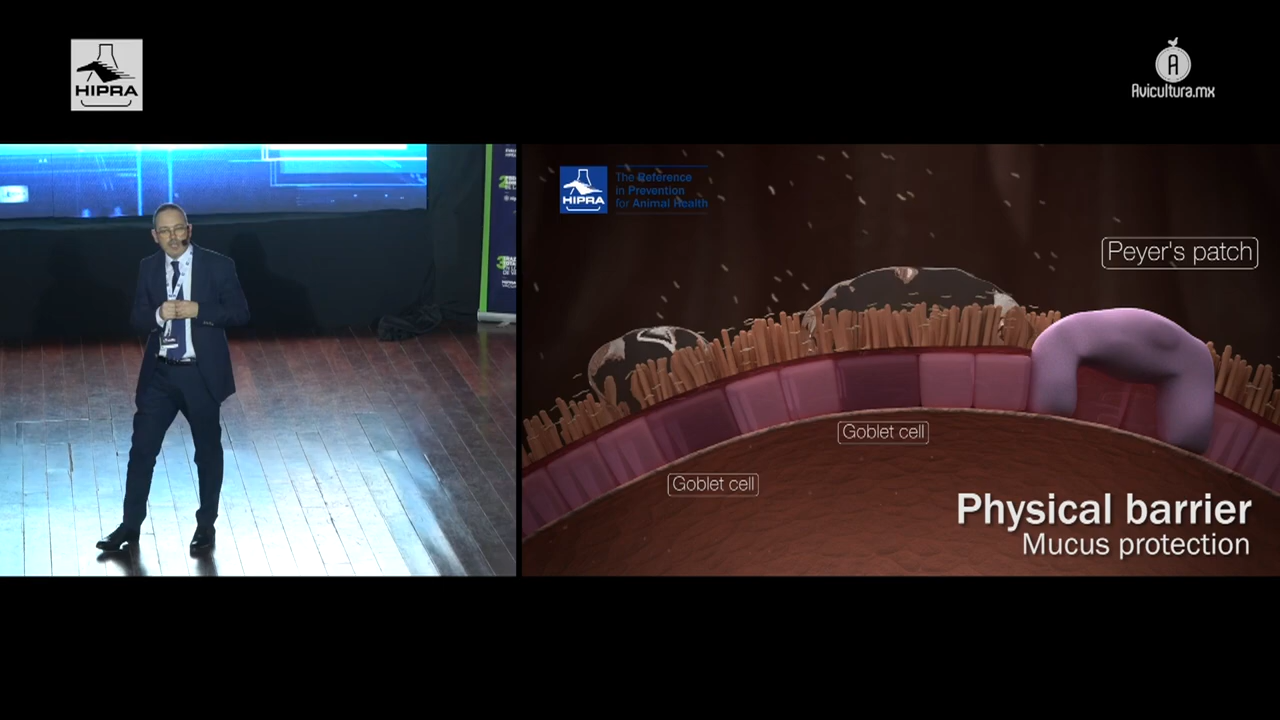 HIPRA
A
Avicultura.mx
HIPRA
The Reference
in Prevention
for Animal Health
Peyer's patch
Goblet cell
Goblet cell
Physical barrier
Mucus protection